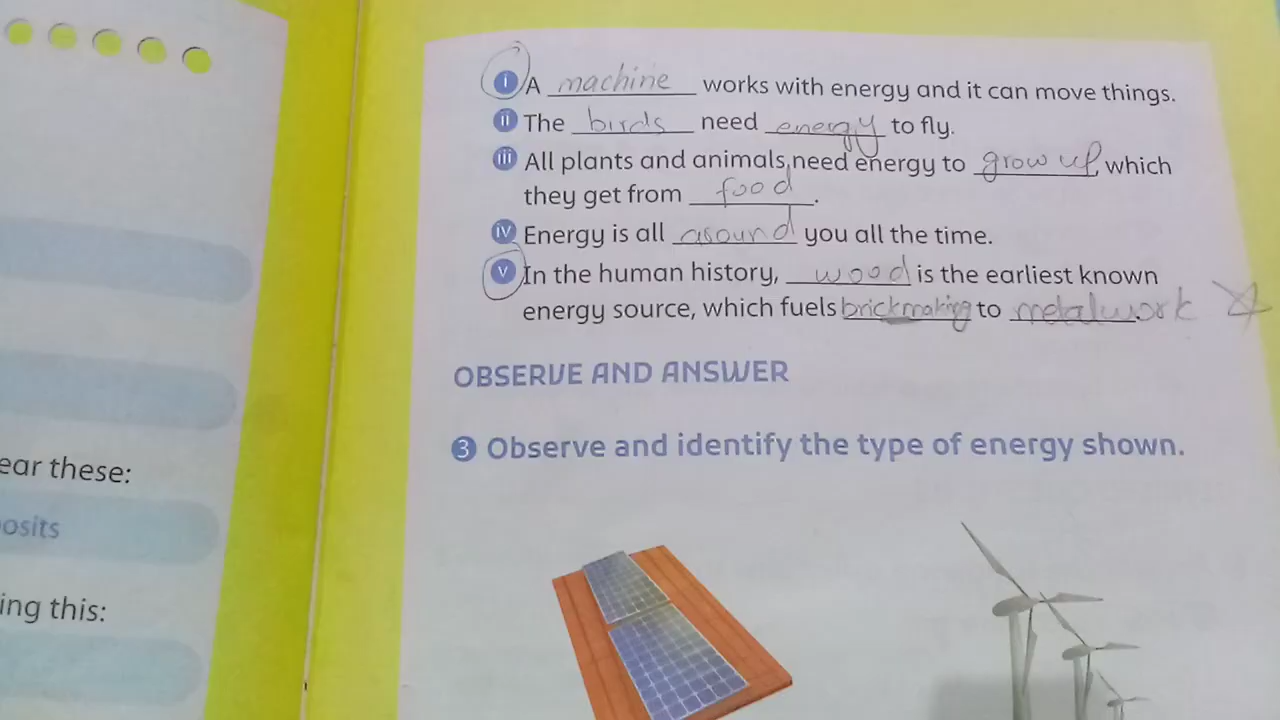 ear these:
osits
ing this:
i A machine works with energy and it can move things.
ii The birds need energy to fly.
iii All plants and animals need energy to grow up, which
they get from food.
iv Energy is all around you all the time.
v In the human history, wood is the earliest known
energy source, which fuels brickmaking to metalwork.
OBSERVE AND ANSWER
3 Observe and identify the type of energy shown.